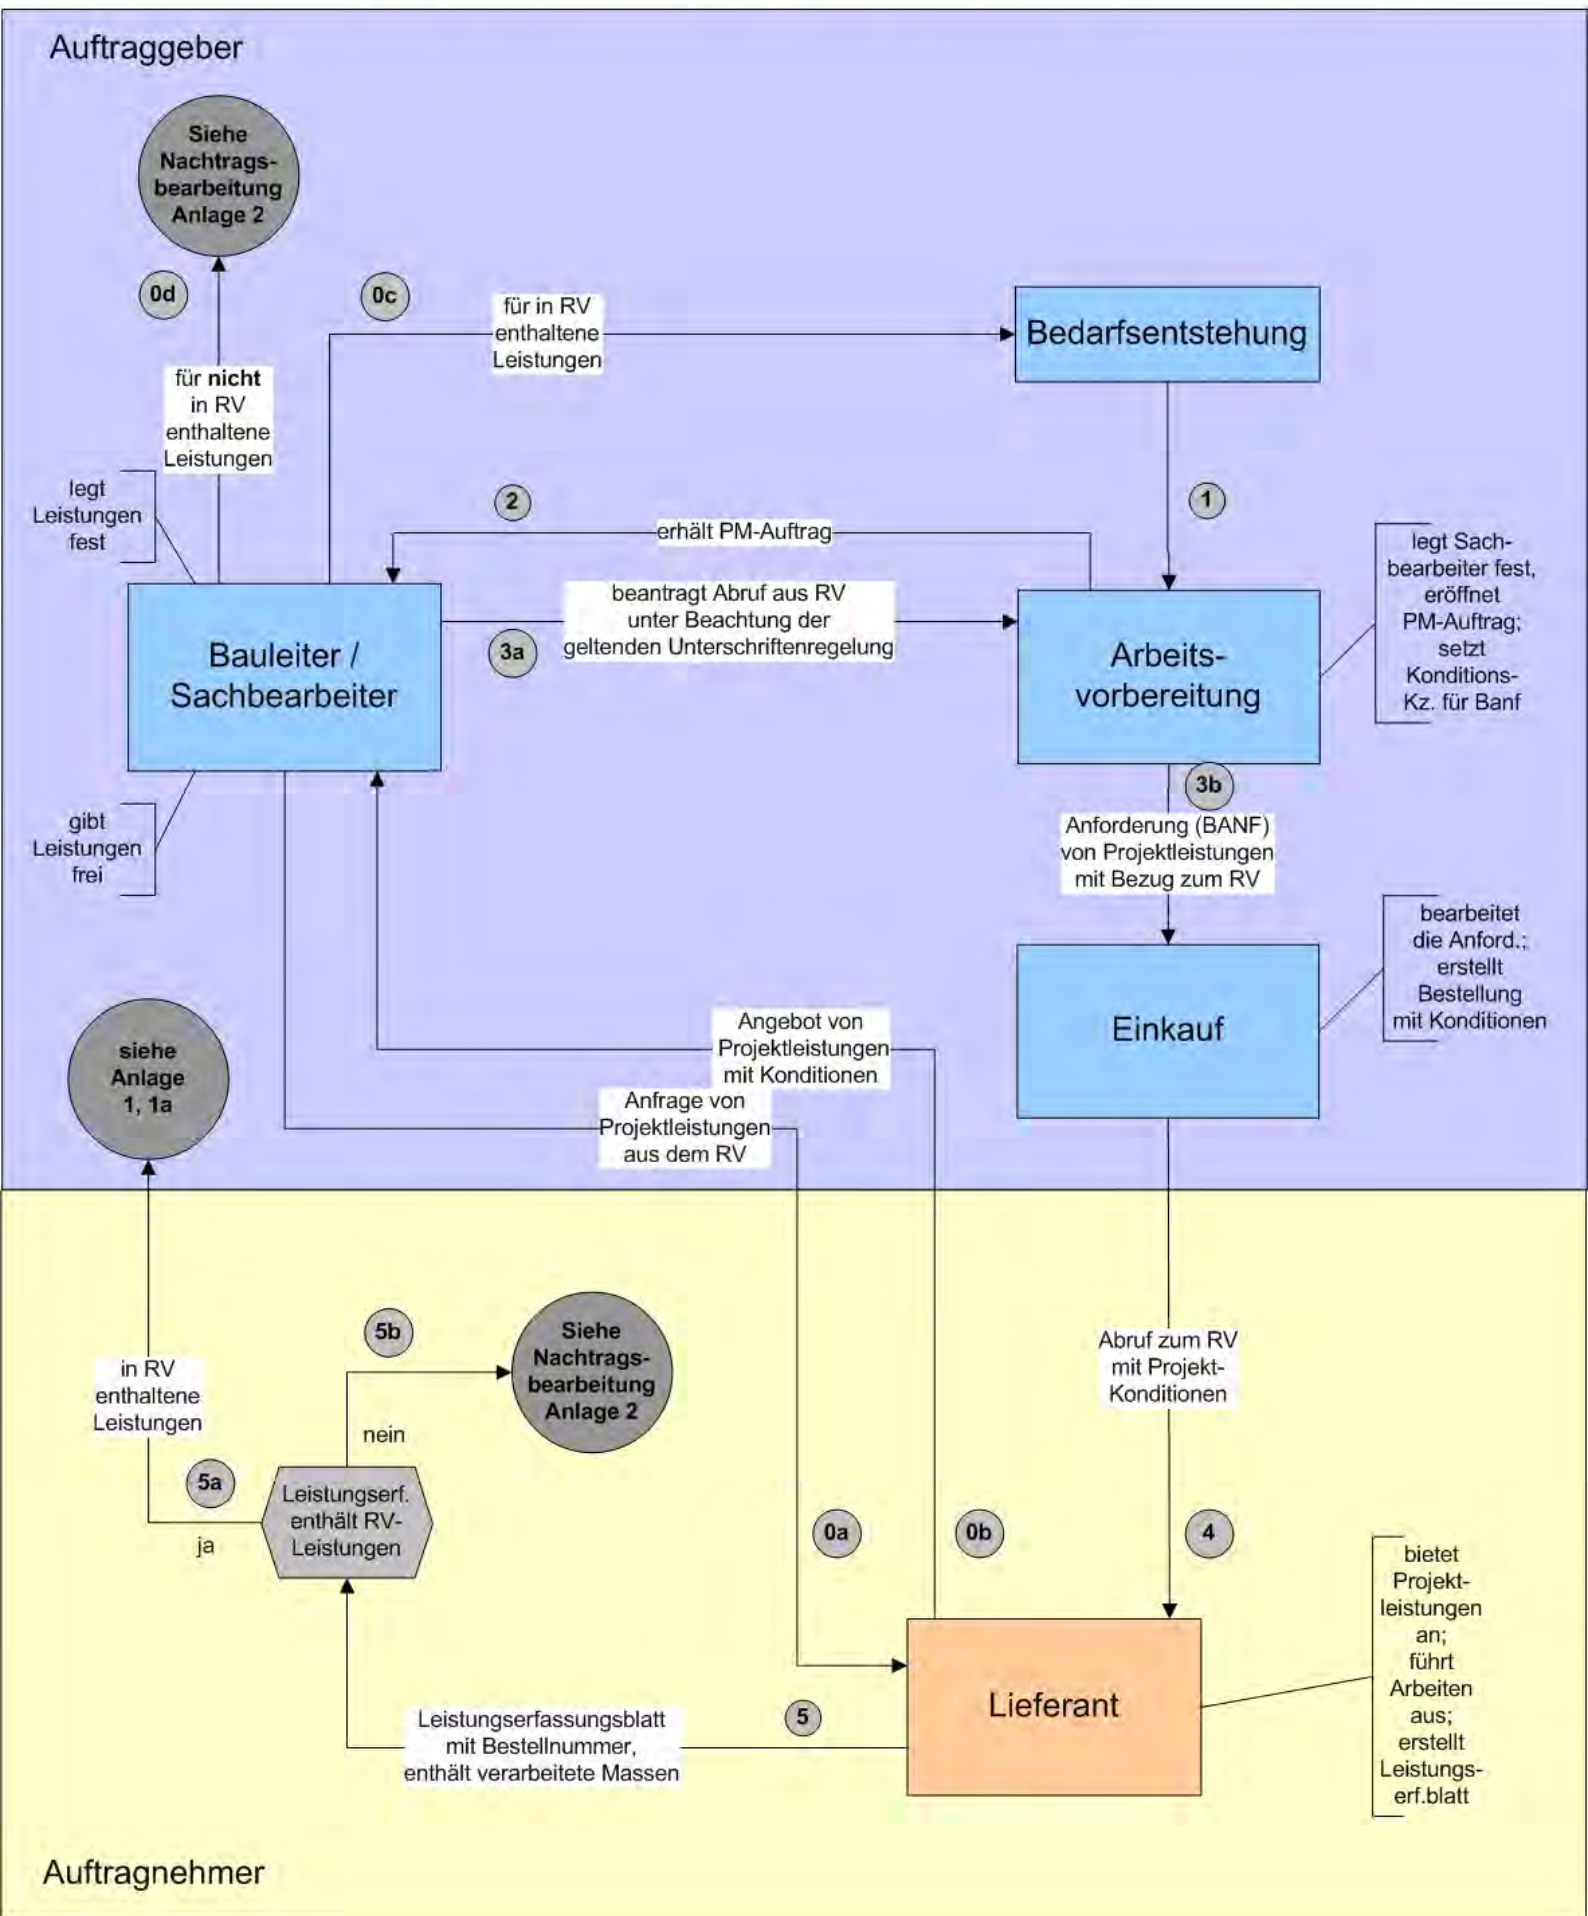 Auftraggeber
Siehe
Nachtrags-
bearbeitung
Anlage 2
0d
0c
für in RV
enthaltene
Leistungen
Bedarfsentstehung
für nicht
in RV
enthaltene
Leistungen
legt
Leistungen
fest
2
1
erhält PM-Auftrag
legt Sach-
bearbeiter fest,
eröffnet
PM-Auftrag;
setzt
Konditions-
Kz. für Banf
beantragt Abruf aus RV
unter Beachtung der
geltenden Unterschriftenregelung
3a
Bauleiter /
Sachbearbeiter
Arbeits-
vorbereitung
3b
gibt
Leistungen
frei
Anforderung (BANF)
von Projektleistungen
mit Bezug zum RV
bearbeitet
die Anford.;
erstellt
Bestellung
mit Konditionen
Einkauf
siehe
Anlage
1, 1a
Angebot von
Projektleistungen
mit Konditionen
Anfrage von
Projektleistungen
aus dem RV
5b
Siehe
Nachtrags-
bearbeitung
Anlage 2
in RV
enthaltene
Leistungen
nein
Abruf zum RV
mit Projekt-
Konditionen
5a
ja
Leistungserf.
enthält RV-
Leistungen
0a
0b
4
bietet
Projekt-
leistungen
an;
führt
Arbeiten
aus;
erstellt
Leistungs-
erf.blatt
Lieferant
5
Leistungserfassungsblatt
mit Bestellnummer,
enthält verarbeitete Massen
Auftragnehmer